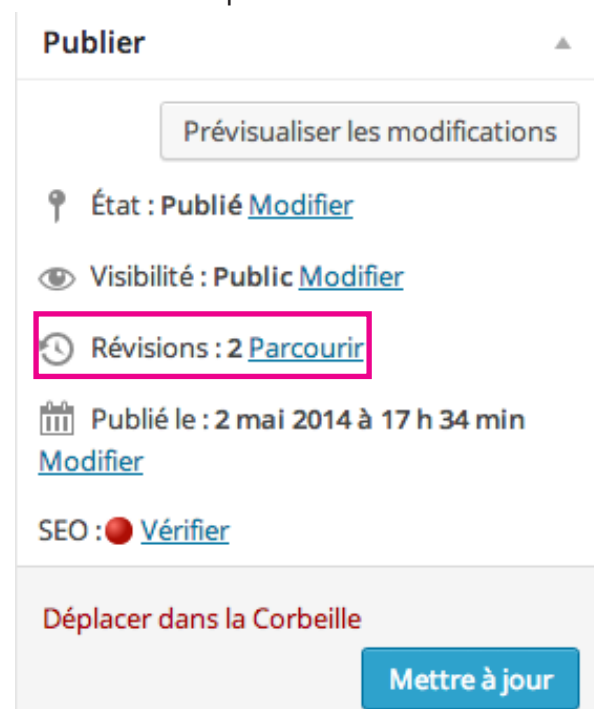 Publier
Prévisualiser les modifications
État : Publié Modifier
Visibilité : Public Modifier
Révisions : 2 Parcourir
Publié le : 2 mai 2014 à 17 h 34 min
Modifier
SEO : Vérifier
Déplacer dans la Corbeille
Mettre à jour